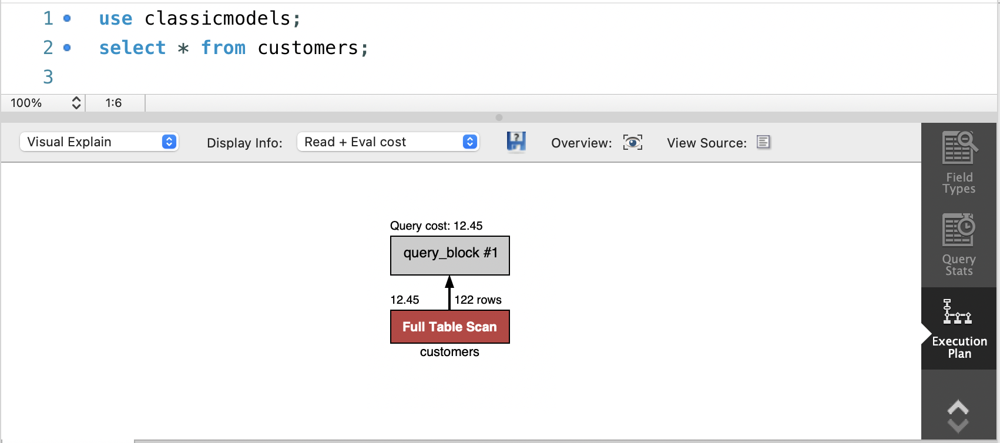 1 use classicmodels;
2 select * from customers;
3
100% 1:6
Visual Explain Display Info: Read + Eval cost ? Overview: View Source:
Field
Types
Query
Stats
Execution
Plan
Query cost: 12.45
query_block #1
12.45 122 rows
Full Table Scan
customers